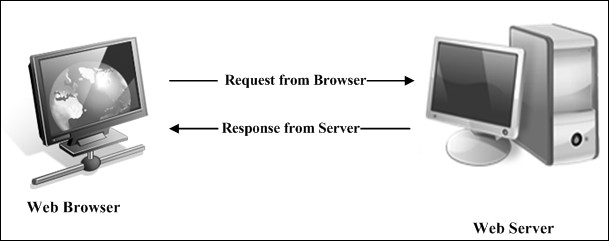 Request from Browser
Response from Server
Web Browser
Web Server